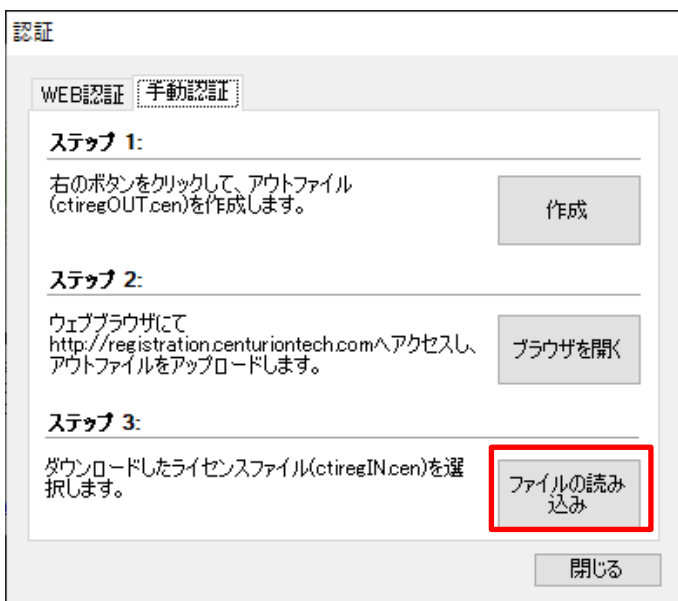 認証
WEB認証 手動認証
ステップ 1:
右のボタンをクリックして、アウトファイル
(ctiregOUT.cen)を作成します。
作成
ステップ 2:
ウェブブラウザにて
http://registration.centuriontech.comへアクセスし、
アウトファイルをアップロードします。
ブラウザを開く
ステップ 3:
ダウンロードしたライセンスファイル(ctiregIN.cen)を選
択します。
ファイルの読み
込み
閉じる